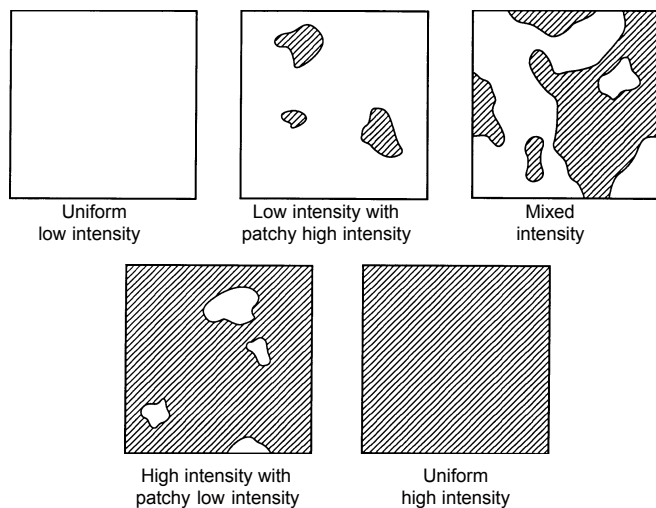 Uniform
low intensity
Low intensity with
patchy high intensity
Mixed
intensity
High intensity with
patchy low intensity
Uniform
high intensity